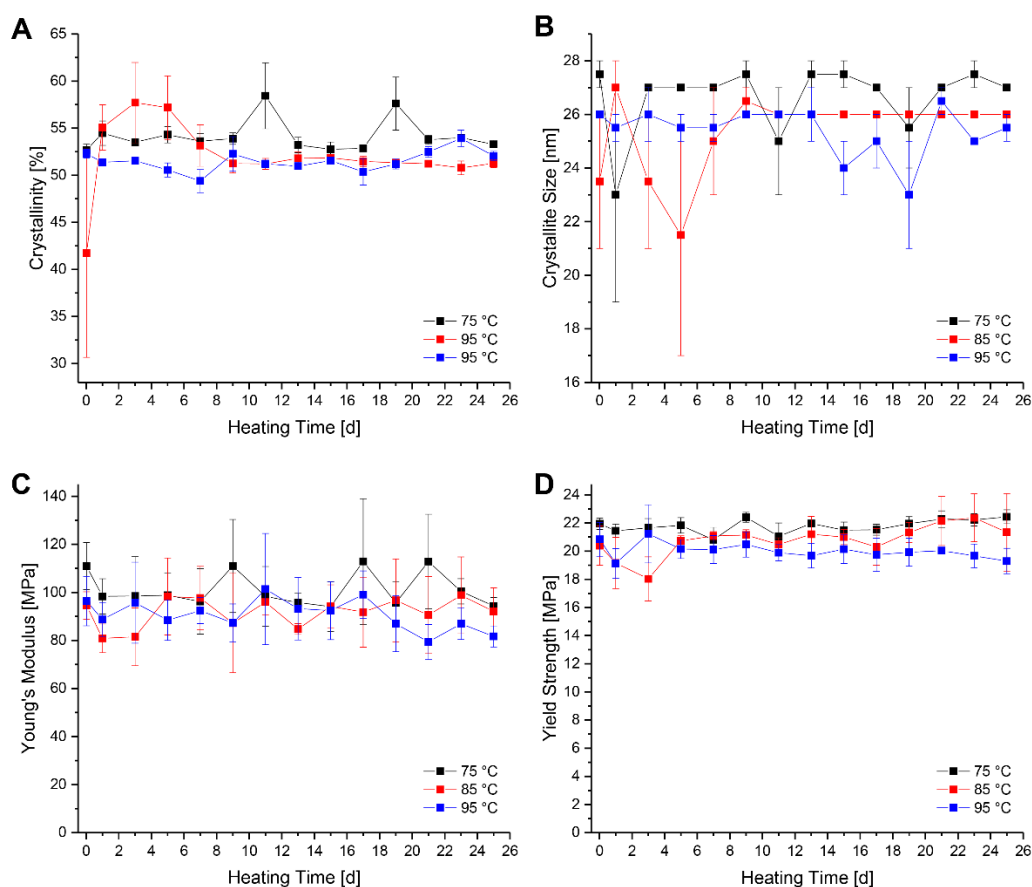 A
65
60
55
50
45
40
35
30
Crystallinity [%]
75 °C
95 °C
95 °C
0 2 4 6 8 10 12 14 16 18 20 22 24 26
Heating Time [d]
B
28
26
24
22
20
18
16
Crystallite Size [nm]
75 °C
85 °C
95 °C
0 2 4 6 8 10 12 14 16 18 20 22 24 26
Heating Time [d]
C
140
120
100
80
60
40
20
0
Young's Modulus [MPa]
75 °C
85 °C
95 °C
0 2 4 6 8 10 12 14 16 18 20 22 24 26
Heating Time [d]
D
24
22
20
18
16
14
12
10
8
6
4
2
0
Yield Strength [MPa]
75 °C
85 °C
95 °C
0 2 4 6 8 10 12 14 16 18 20 22 24 26
Heating Time [d]